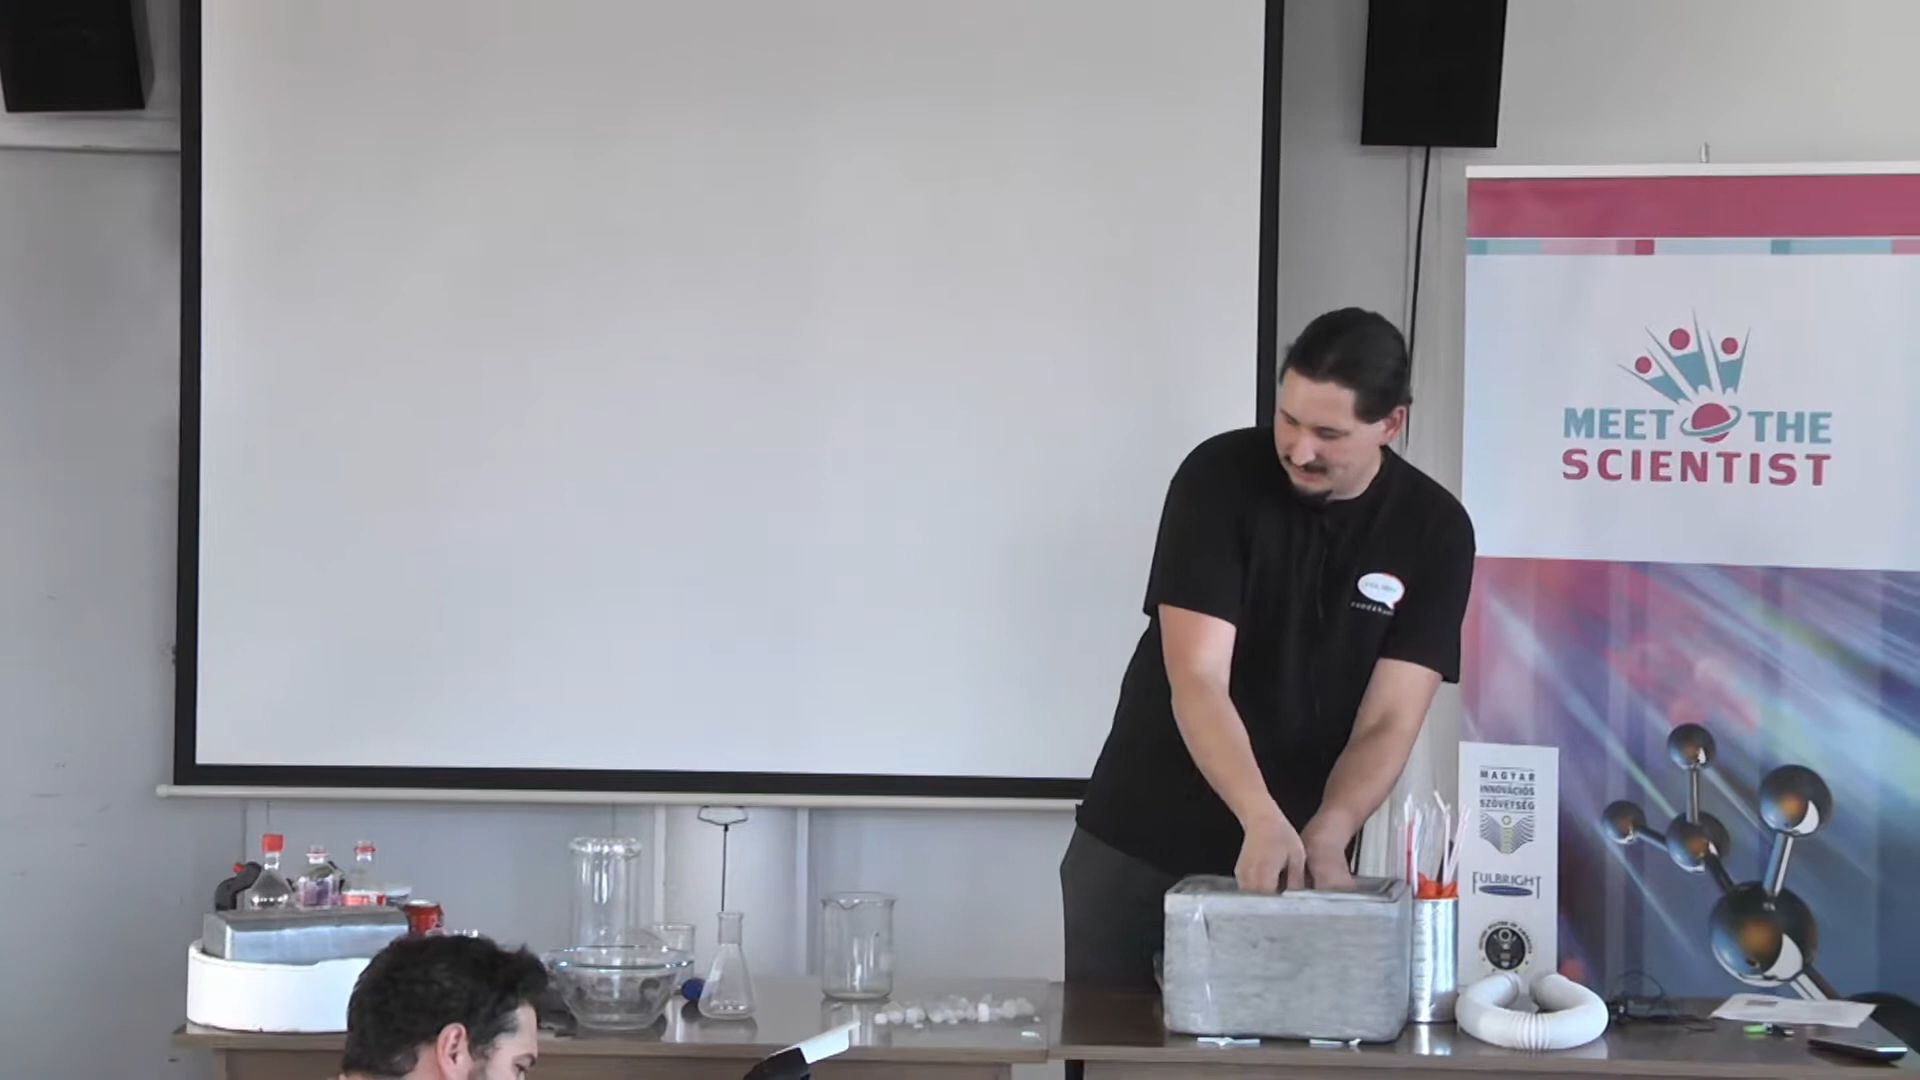 MEET THE
SCIENTIST
MAGYAR
INNOVÁCIÓS
SZÖVETSÉG
FULBRIGHT